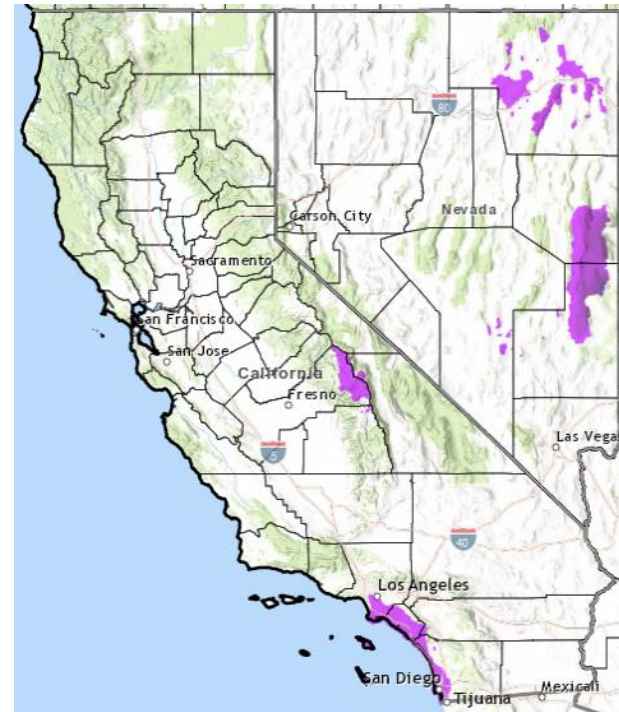 80
Carson City
Nevada
Sacramento
San Francisco
San Jose
California
Fresno
5
Las Vega
40
Los Angeles
San Diego
Tijuana
Mexicali